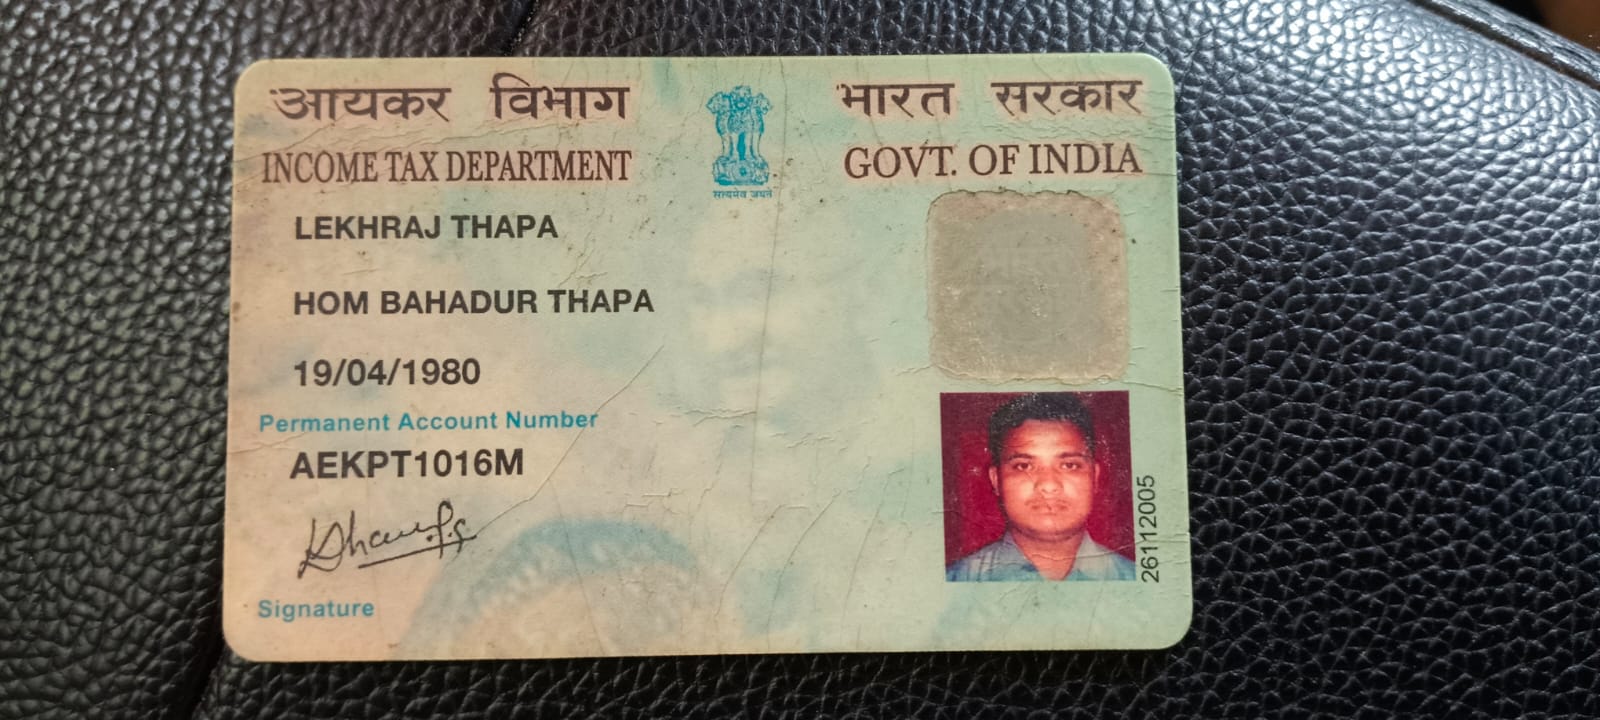 आयकर विभाग
INCOME TAX DEPARTMENT
सत्यमेव जयते
भारत सरकार
GOVT. OF INDIA
LEKHRAJ THAPA
HOM BAHADUR THAPA
19/04/1980
Permanent Account Number
AEKPT1016M
Signature
26112005